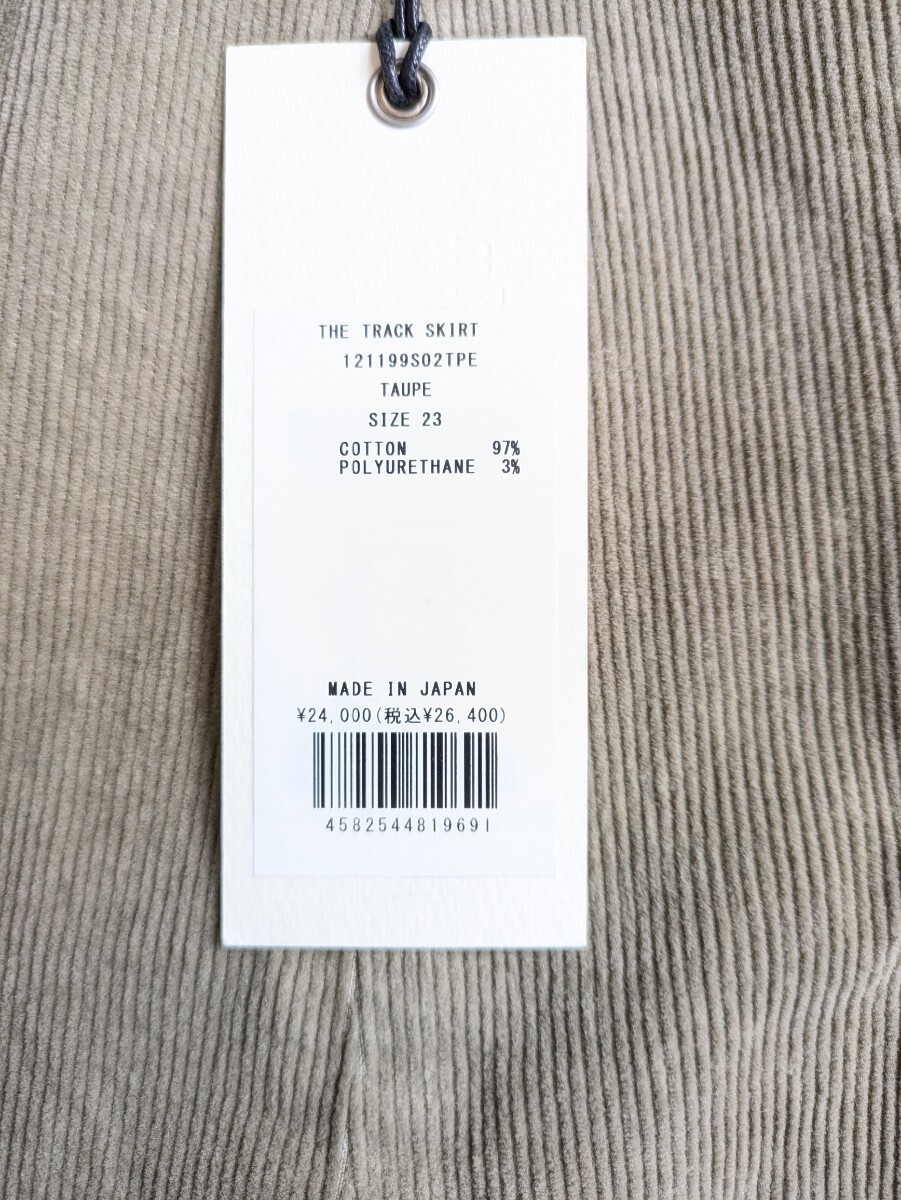 THE TRACK SKIRT
121199S02TPE
TAUPE
SIZE 23
COTTON 97%
POLYURETHANE 3%
MADE IN JAPAN
¥24,000(税込¥26,400)
4582544819691